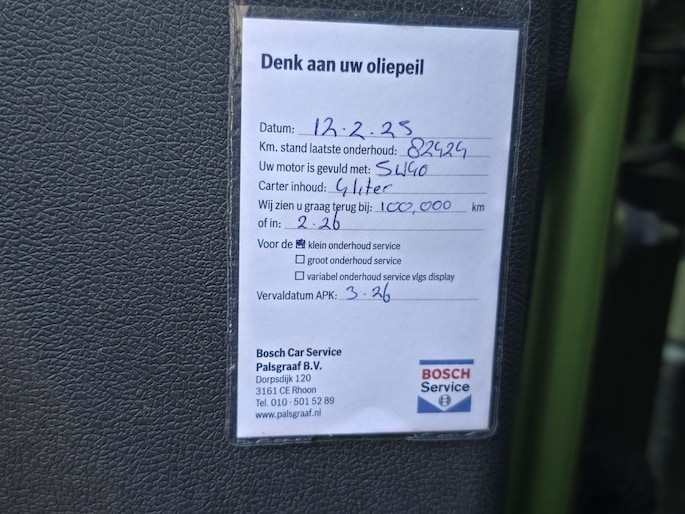 Denk aan uw oliepeil
Datum: 12.2.25
Km. stand laatste onderhoud: 82424
Uw motor is gevuld met: 5W40
Carter inhoud: 4 liter
Wij zien u graag terug bij: 100,000 km
of in: 2-26
Voor de klein onderhoud service
groot onderhoud service
variabel onderhoud service vlgs display
Vervaldatum APK: 3-26
Bosch Car Service
Palsgraaf B.V.
Dorpsdijk 120
3161 CE Rhoon
Tel. 010 - 501 52 89
www.palsgraaf.nl
BOSCH
Service